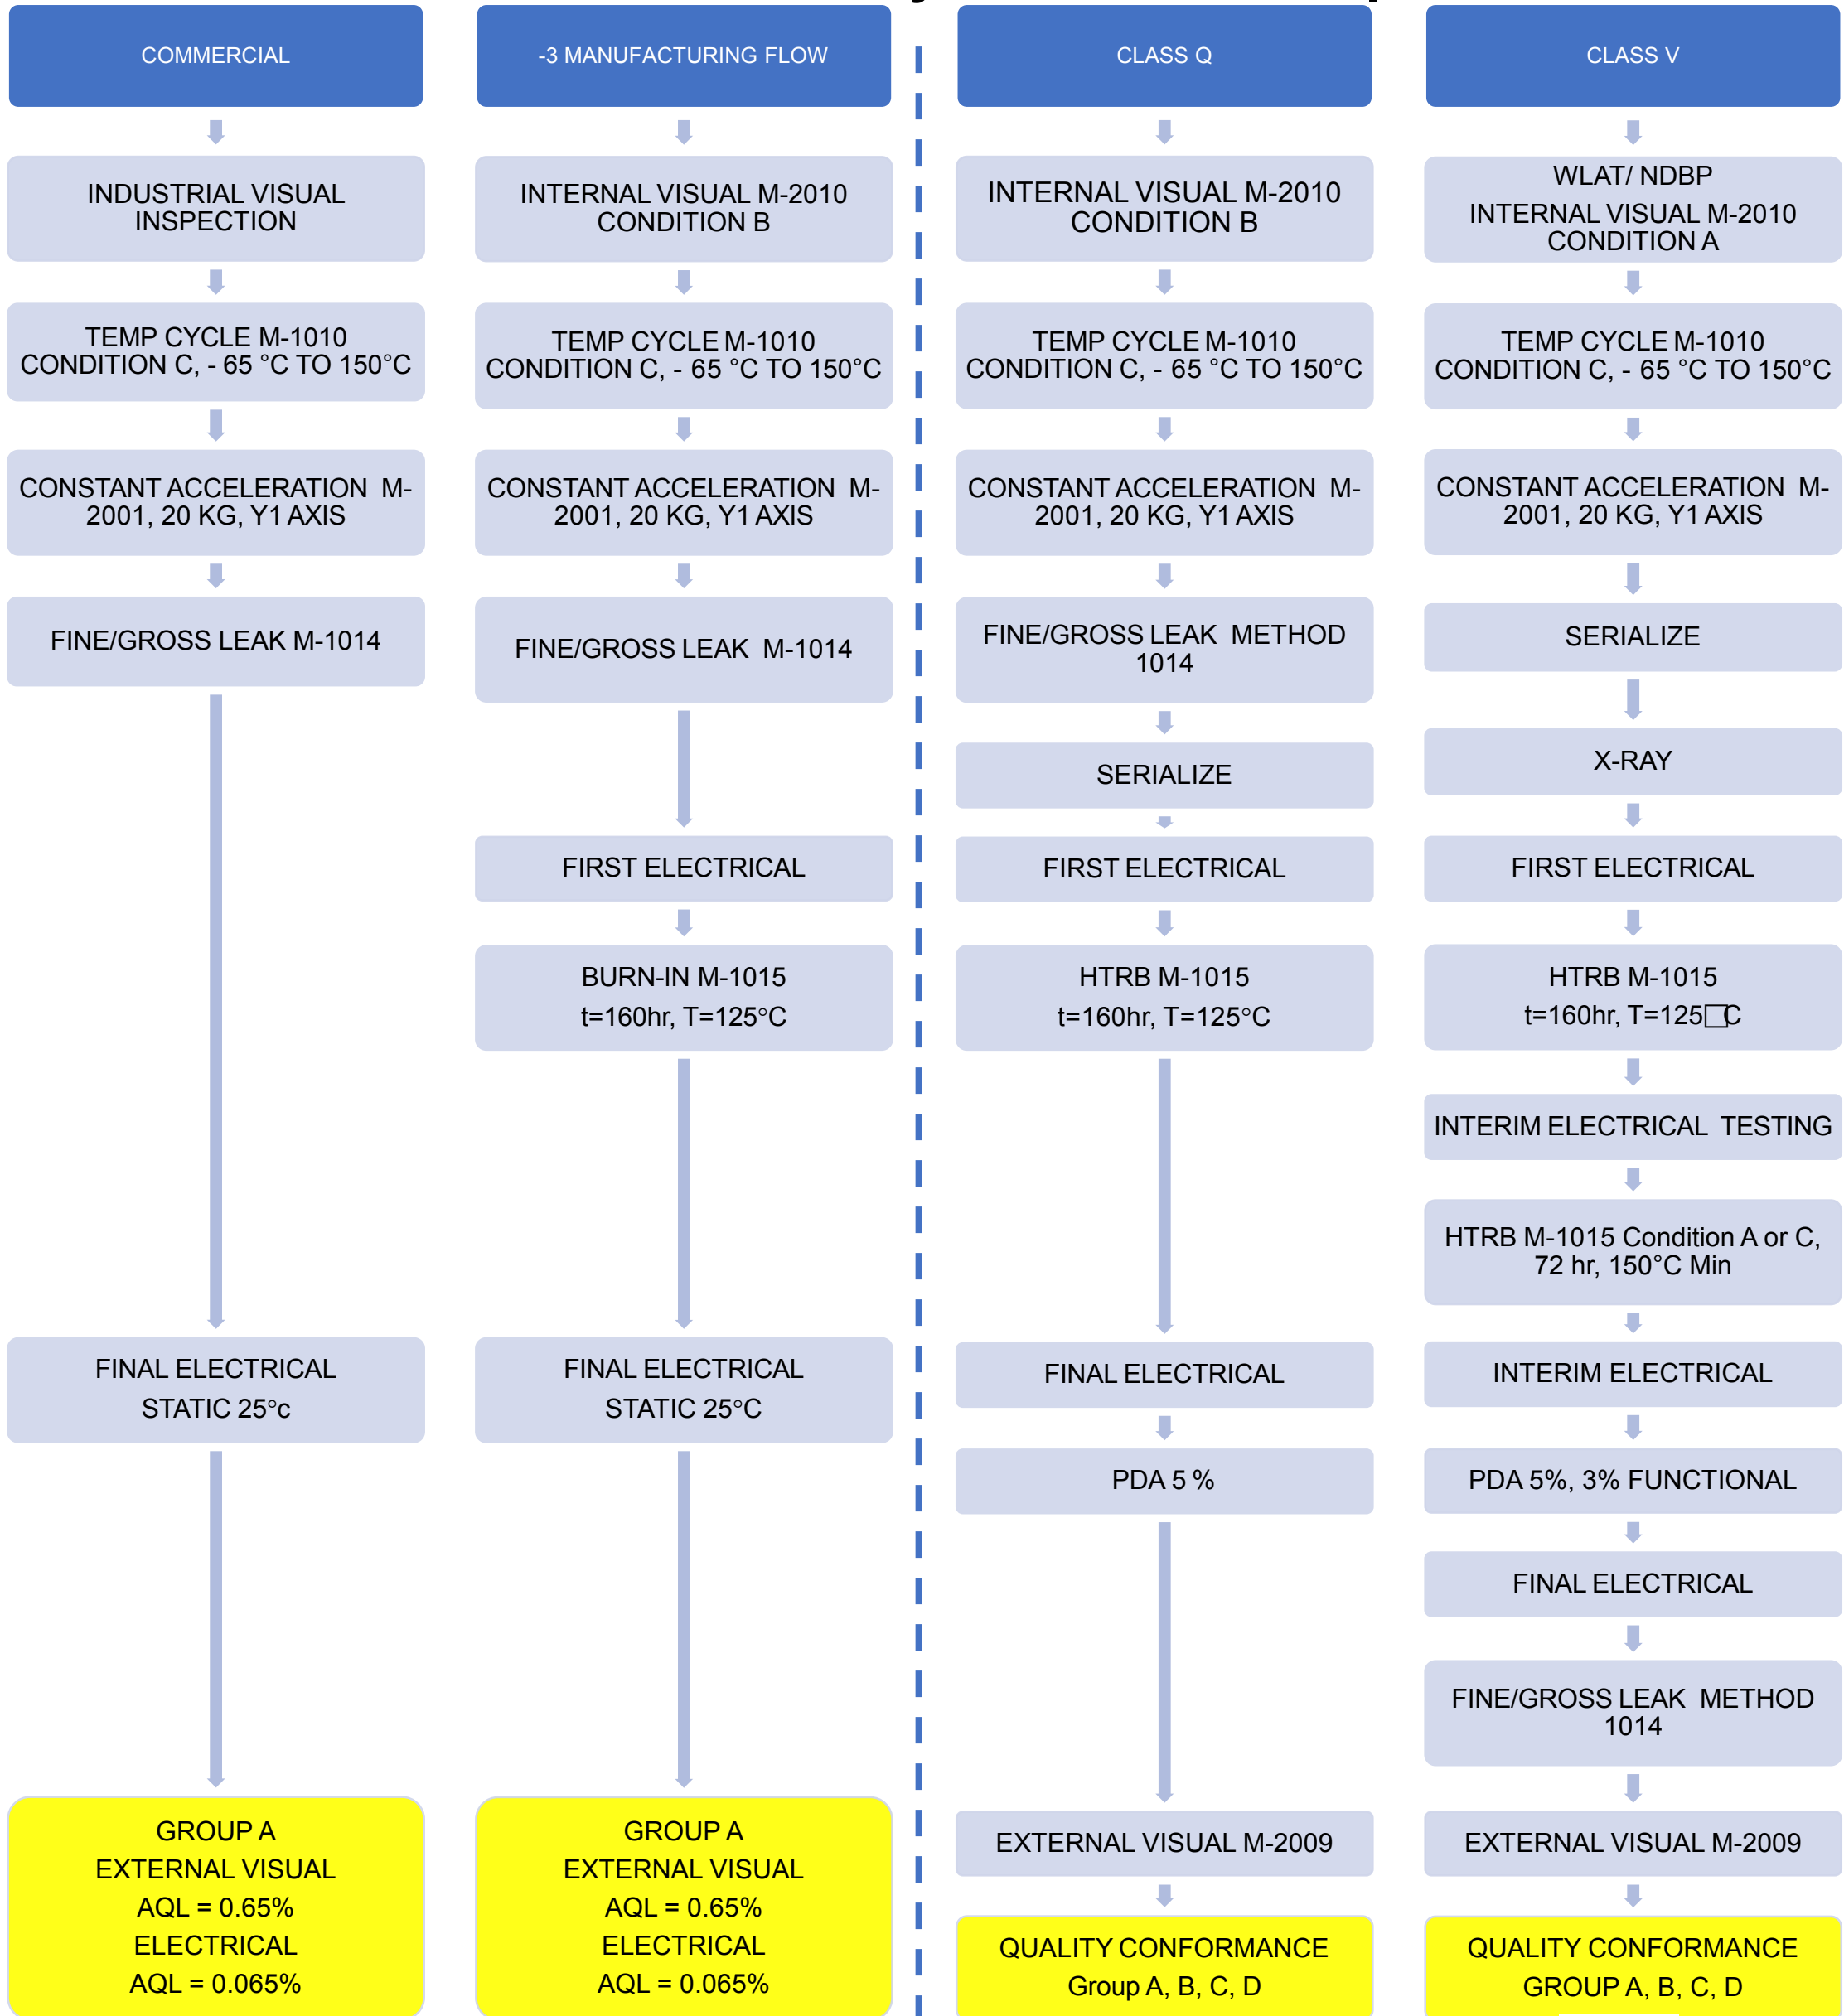 COMMERCIAL
INDUSTRIAL VISUAL
INSPECTION
TEMP CYCLE M-1010
CONDITION C, - 65 °C TO 150°C
CONSTANT ACCELERATION M-
2001, 20 KG, Y1 AXIS
FINE/GROSS LEAK M-1014
FINAL ELECTRICAL
STATIC 25°c
GROUP A
EXTERNAL VISUAL
AQL = 0.65%
ELECTRICAL
AQL = 0.065%
-3 MANUFACTURING FLOW
INTERNAL VISUAL M-2010
CONDITION B
TEMP CYCLE M-1010
CONDITION C, - 65 °C TO 150°C
CONSTANT ACCELERATION M-
2001, 20 KG, Y1 AXIS
FINE/GROSS LEAK M-1014
FIRST ELECTRICAL
BURN-IN M-1015
t=160hr, T=125°C
FINAL ELECTRICAL
STATIC 25°C
GROUP A
EXTERNAL VISUAL
AQL = 0.65%
ELECTRICAL
AQL = 0.065%
CLASS Q
INTERNAL VISUAL M-2010
CONDITION B
TEMP CYCLE M-1010
CONDITION C, - 65 °C TO 150°C
CONSTANT ACCELERATION M-
2001, 20 KG, Y1 AXIS
FINE/GROSS LEAK METHOD
1014
SERIALIZE
FIRST ELECTRICAL
HTRB M-1015
t=160hr, T=125°C
FINAL ELECTRICAL
PDA 5 %
EXTERNAL VISUAL M-2009
QUALITY CONFORMANCE
Group A, B, C, D
CLASS V
WLAT/ NDBP
INTERNAL VISUAL M-2010
CONDITION A
TEMP CYCLE M-1010
CONDITION C, - 65 °C TO 150°C
CONSTANT ACCELERATION M-
2001, 20 KG, Y1 AXIS
SERIALIZE
X-RAY
FIRST ELECTRICAL
HTRB M-1015
t=160hr, T=125□C
INTERIM ELECTRICAL TESTING
HTRB M-1015 Condition A or C,
72 hr, 150°C Min
INTERIM ELECTRICAL
PDA 5%, 3% FUNCTIONAL
FINAL ELECTRICAL
FINE/GROSS LEAK METHOD
1014
EXTERNAL VISUAL M-2009
QUALITY CONFORMANCE
GROUP A, B, C, D